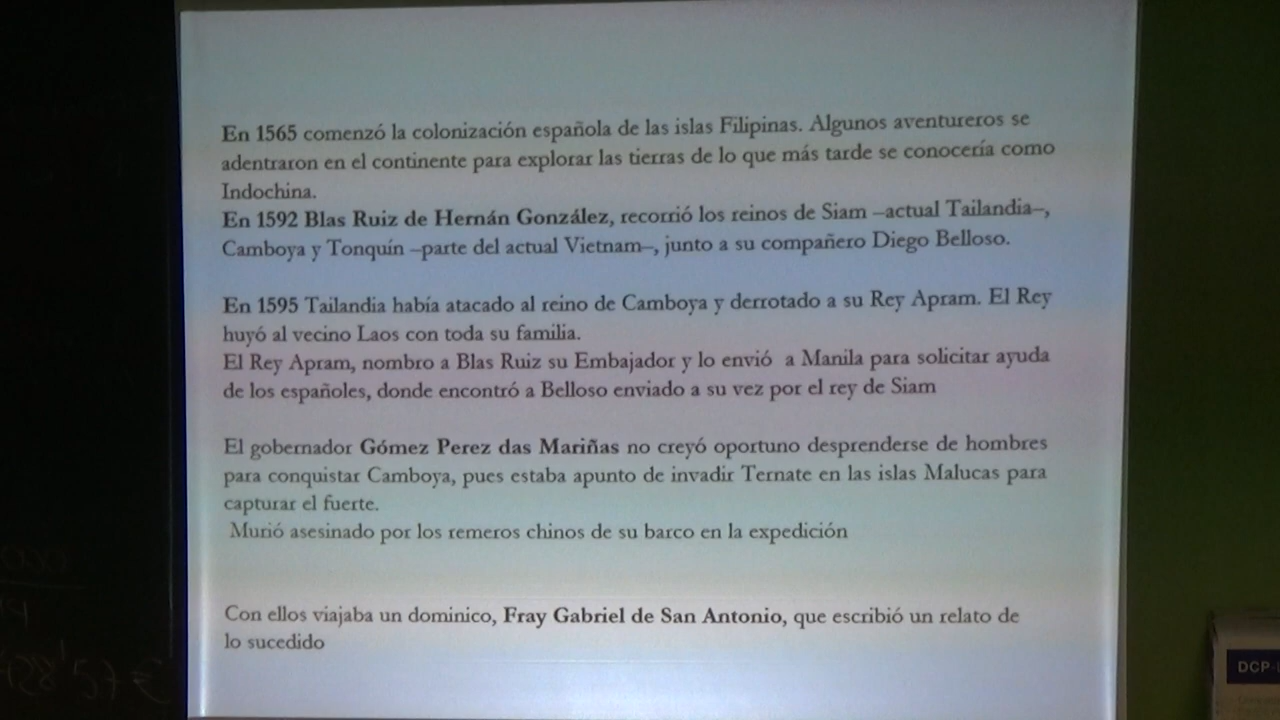 En 1565 comenzó la colonización española de las islas Filipinas. Algunos aventureros se
adentraron en el continente para explorar las tierras de lo que más tarde se conocería como
Indochina.
En 1592 Blas Ruiz de Hernán González, recorrió los reinos de Siam –actual Tailandia–,
Camboya y Tonquín –parte del actual Vietnam–, junto a su compañero Diego Belloso.
En 1595 Tailandia había atacado al reino de Camboya y derrotado a su Rey Apram. El Rey
huyó al vecino Laos con toda su familia.
El Rey Apram, nombro a Blas Ruiz su Embajador y lo envió a Manila para solicitar ayuda
de los españoles, donde encontró a Belloso enviado a su vez por el rey de Siam
El gobernador Gómez Perez das Mariñas no creyó oportuno desprenderse de hombres
para conquistar Camboya, pues estaba apunto de invadir Ternate en las islas Malucas para
capturar el fuerte.
Murió asesinado por los remeros chinos de su barco en la expedición
Con ellos viajaba un dominico, Fray Gabriel de San Antonio, que escribió un relato de
lo sucedido
DCP